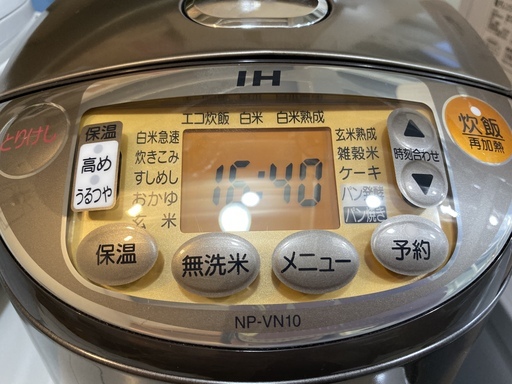 IH
エコ炊飯 白米 白米熟成
とりけし
保温
高め
うるつや
白米急速
炊きこみ
すしめし
おかゆ
玄米
16:40
玄米熟成
雑穀米
ケーキ
パン発酵
パン焼き
▲
時刻合わせ
▼
炊飯
再加熱
保温
無洗米
メニュー
予約
NP-VN10